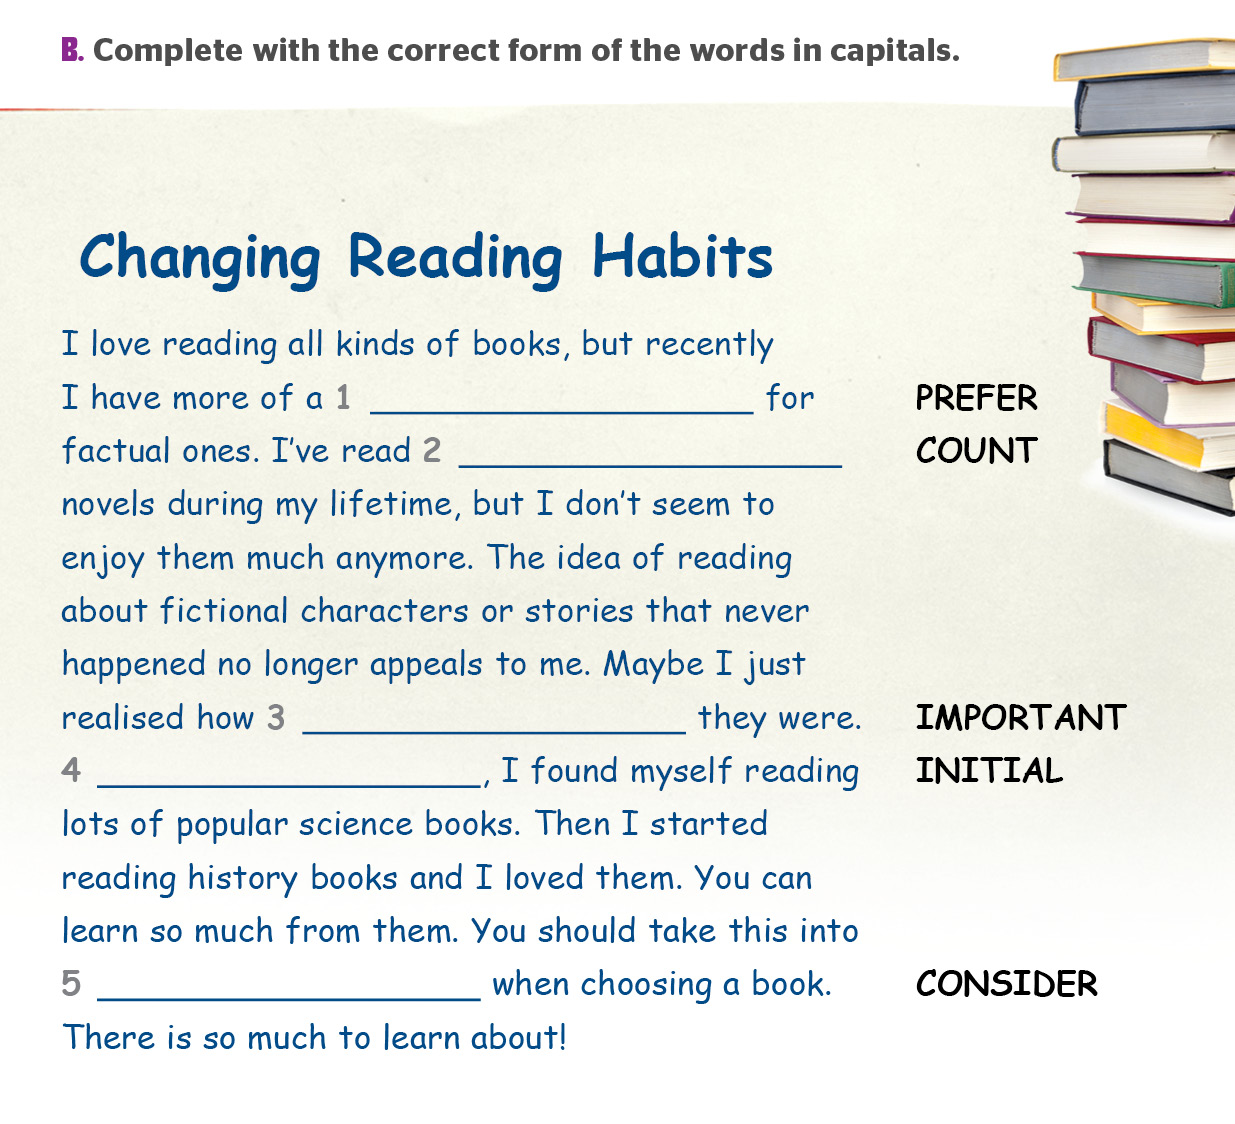 B. Complete with the correct form of the words in capitals.
Changing Reading Habits
I love reading all kinds of books, but recently
I have more of a 1 ____________________ for PREFER
factual ones. I've read 2 ____________________ COUNT
novels during my lifetime, but I don't seem to
enjoy them much anymore. The idea of reading
about fictional characters or stories that never
happened no longer appeals to me. Maybe I just
realised how 3 ____________________ they were. IMPORTANT
4 ____________________, I found myself reading INITIAL
lots of popular science books. Then I started
reading history books and I loved them. You can
learn so much from them. You should take this into
5 ____________________ when choosing a book. CONSIDER
There is so much to learn about!